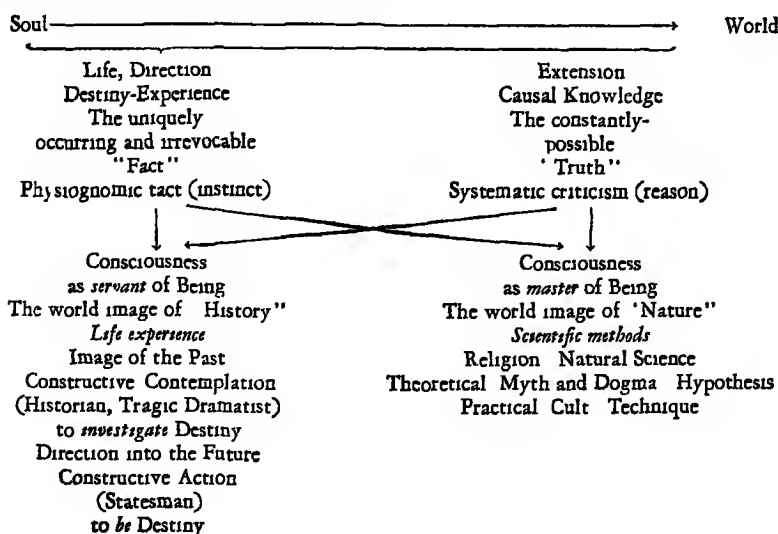 Soul World
Life, Direction
Destiny-Experience
The uniquely
occurring and irrevocable
"Fact"
Physiognomic tact (instinct)
Extension
Causal Knowledge
The constantly-
possible
'Truth"
Systematic criticism (reason)
Consciousness
as servant of Being
The world image of History"
Life experience
Image of the Past
Constructive Contemplation
(Historian, Tragic Dramatist)
to investigate Destiny
Direction into the Future
Constructive Action
(Statesman)
to be Destiny
Consciousness
as master of Being
The world image of 'Nature"
Scientific methods
Religion Natural Science
Theoretical Myth and Dogma Hypothesis
Practical Cult Technique